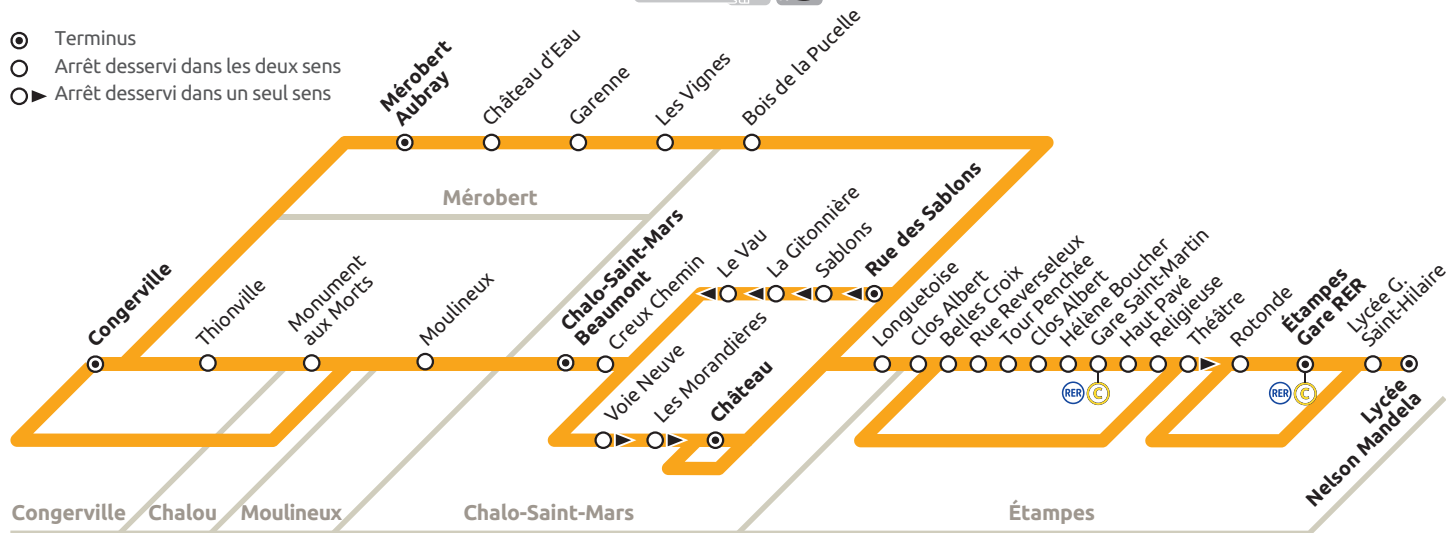 Terminus
Arrêt desservi dans les deux sens
Arrêt desservi dans un seul sens
Mérobert
Aubray
Château d'Eau
Garenne
Les Vignes
Bois de la Pucelle
Mérobert
Congerville
Thionville
Monument
aux Morts
Moulineux
Chalo-Saint-Mars
Beaumont
Creux Chemin
Le Vau
La Gitonnière
Sablons
Rue des Sablons
Voie Neuve
Les Morandières
Château
Longuetoise
Clos Albert
Belles Croix
Rue Reverseleux
Tour Penchée
Clos Albert
Hélène Boucher
Gare Saint-Martin
Haut Pavé
Religieuse
Théâtre
Rotonde
Étampes
Gare RER
Lycée G.
Saint-Hilaire
Lycée
Nelson Mandela
RER C
RER C
Congerville
Chalou
Moulineux
Chalo-Saint-Mars
Étampes